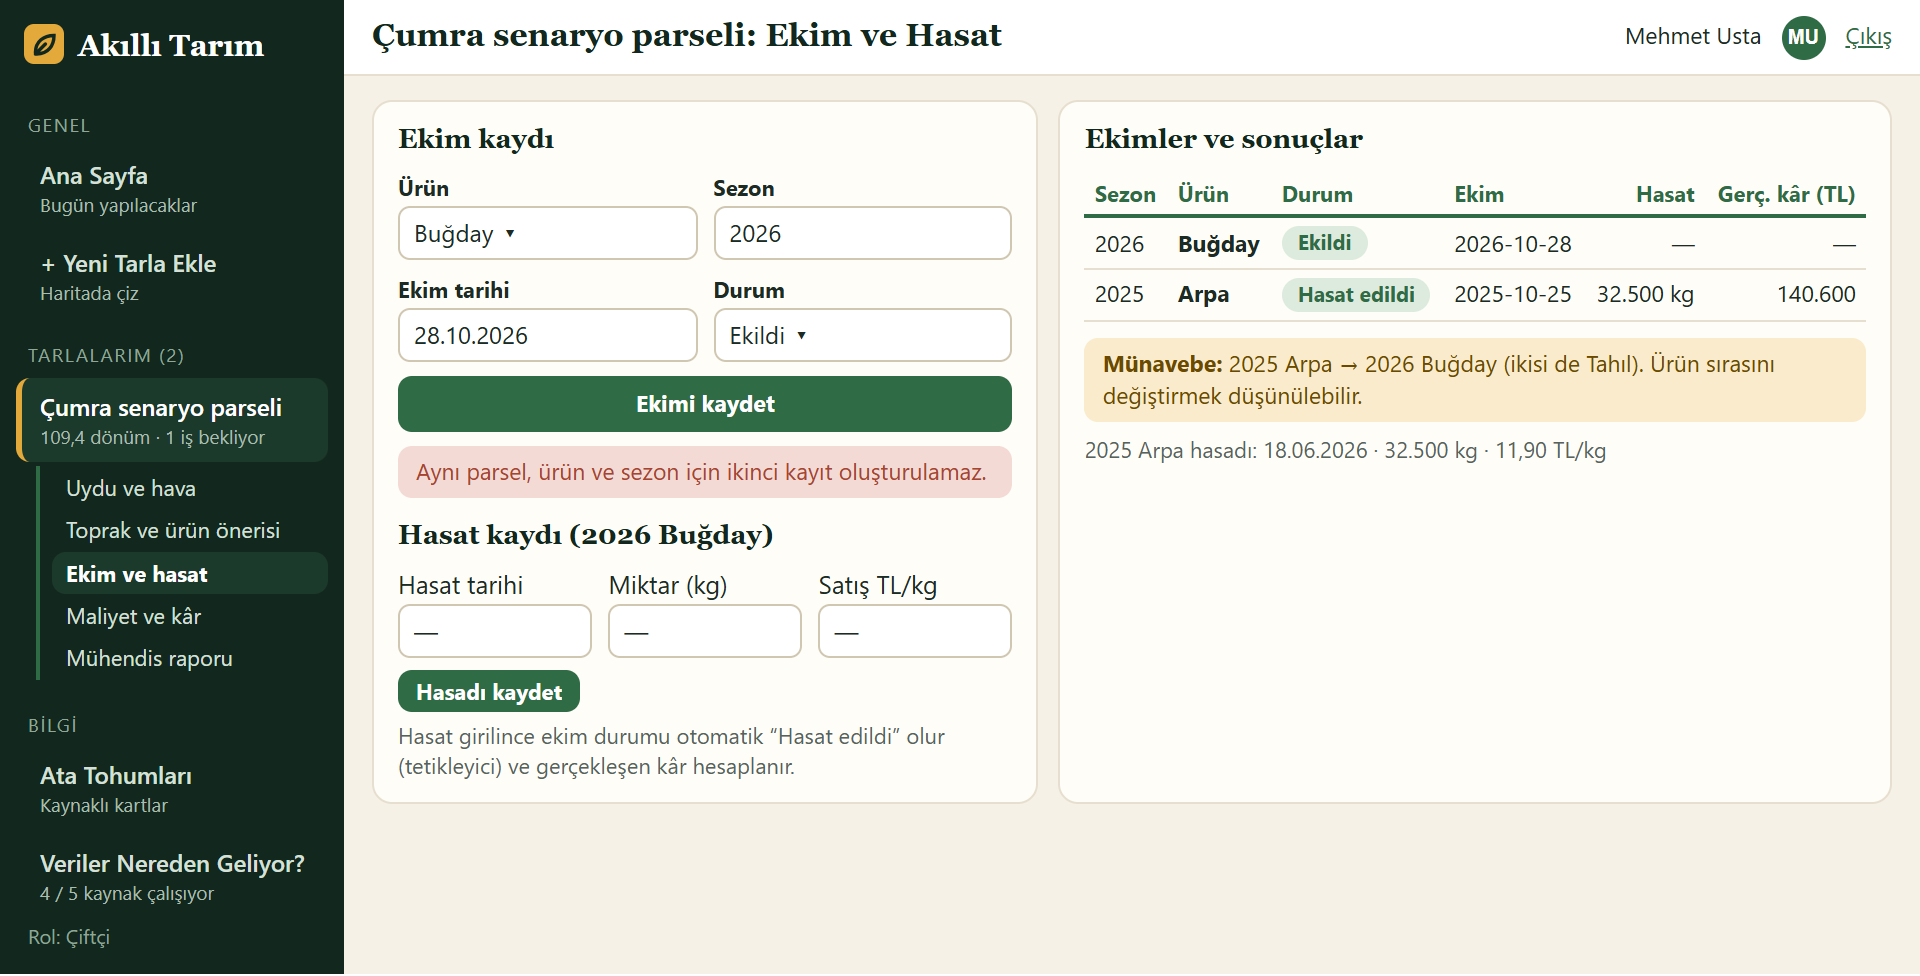 Akıllı Tarım
GENEL
Ana Sayfa
Bugün yapılacaklar
+ Yeni Tarla Ekle
Haritada çiz
TARLALARIM (2)
Çumra senaryo parseli
109,4 dönüm · 1 iş bekliyor
Uydu ve hava
Toprak ve ürün önerisi
Ekim ve hasat
Maliyet ve kâr
Mühendis raporu
BİLGİ
Ata Tohumları
Kaynaklı kartlar
Veriler Nereden Geliyor?
4 / 5 kaynak çalışıyor
Rol: Çiftçi
Çumra senaryo parseli: Ekim ve Hasat
Mehmet Usta MU Çıkış
Ekim kaydı
Ürün Sezon
Buğday ▾ 2026
Ekim tarihi Durum
28.10.2026 Ekildi ▾
Ekimi kaydet
Aynı parsel, ürün ve sezon için ikinci kayıt oluşturulamaz.
Hasat kaydı (2026 Buğday)
Hasat tarihi Miktar (kg) Satış TL/kg
— — —
Hasadı kaydet
Hasat girilince ekim durumu otomatik “Hasat edildi” olur
(tetikleyici) ve gerçekleşen kâr hesaplanır.
Ekimler ve sonuçlar
Sezon Ürün Durum Ekim Hasat Gerç. kâr (TL)
2026 Buğday Ekildi 2026-10-28 — —
2025 Arpa Hasat edildi 2025-10-25 32.500 kg 140.600
Münavebe: 2025 Arpa → 2026 Buğday (ikisi de Tahıl). Ürün sırasını
değiştirmek düşünülebilir.
2025 Arpa hasadı: 18.06.2026 · 32.500 kg · 11,90 TL/kg